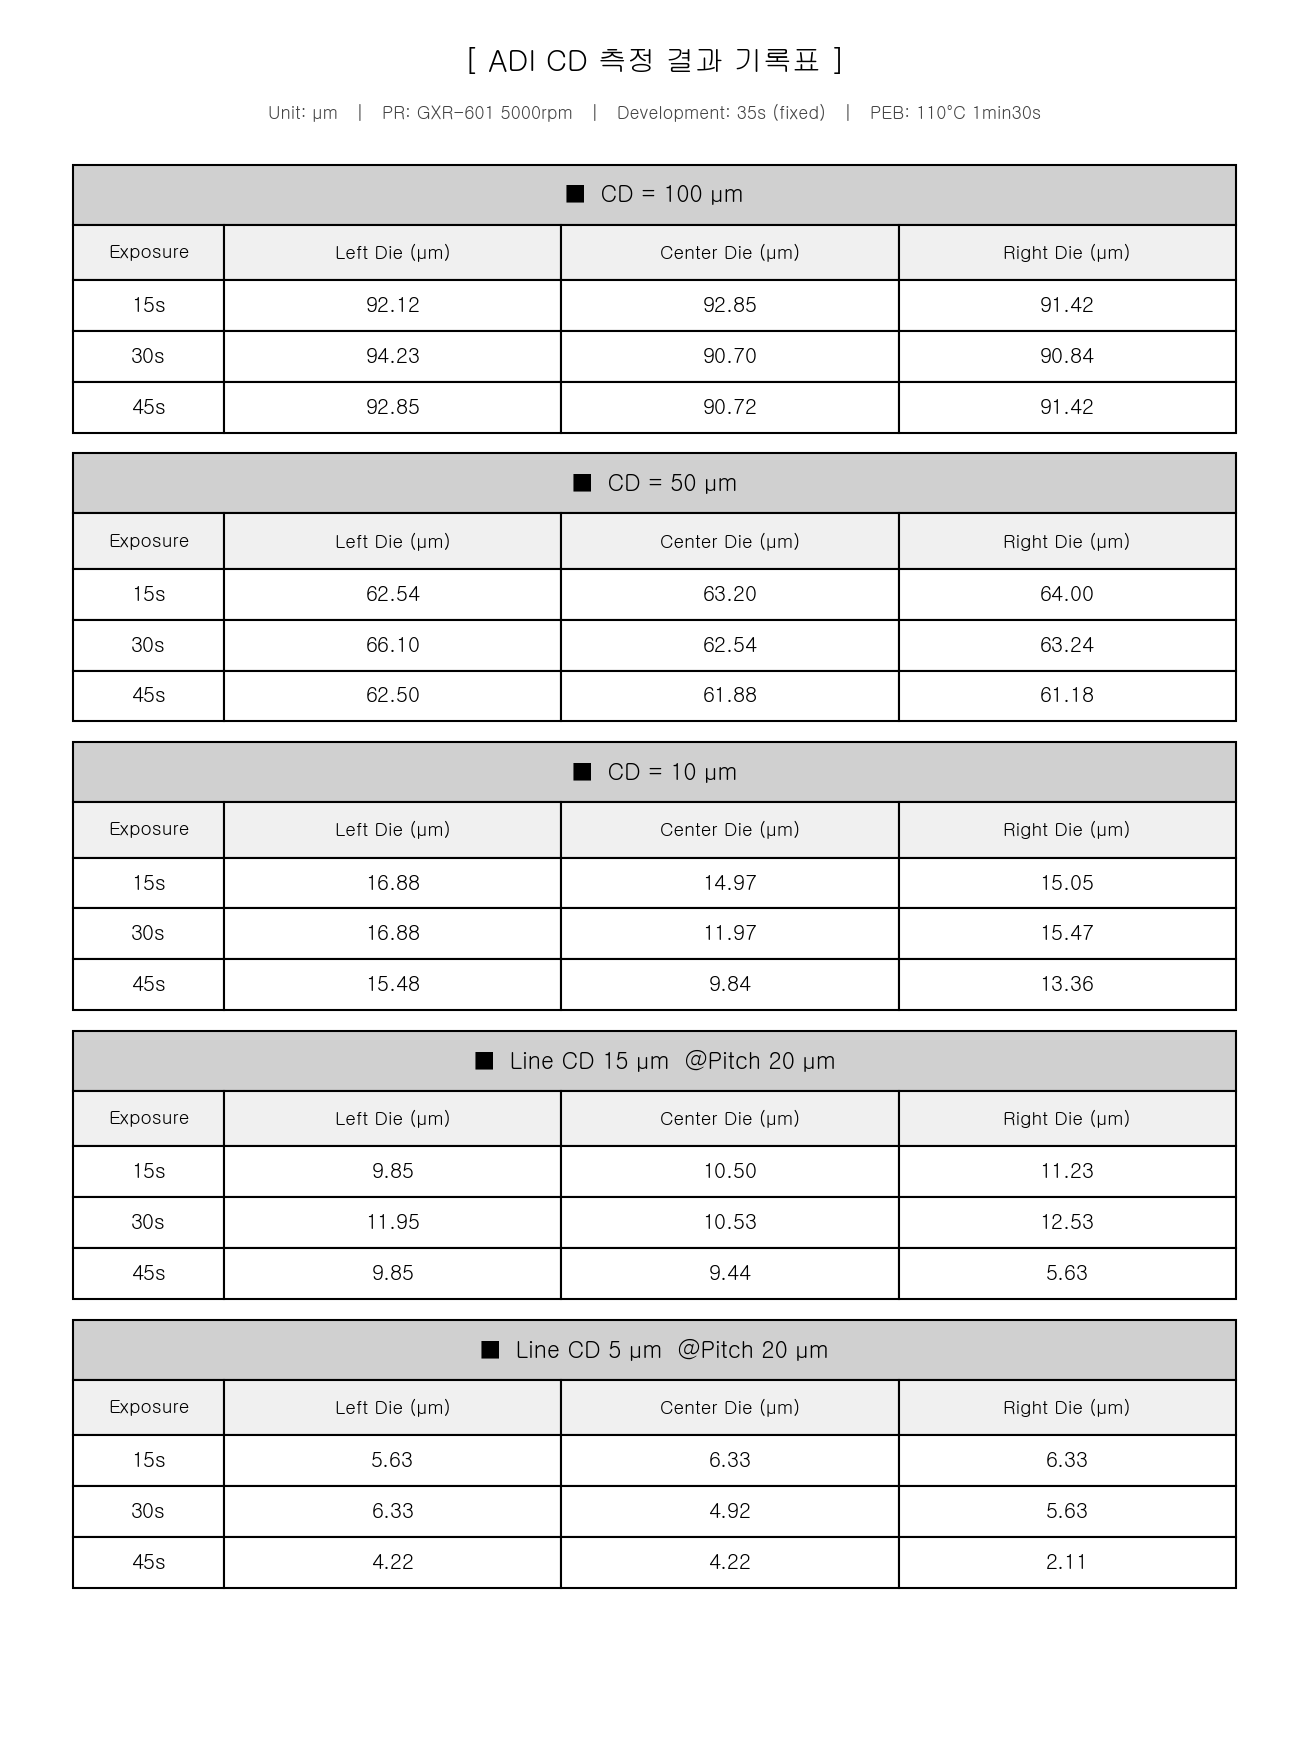 [ ADI CD 측정 결과 기록표 ]
Unit: μm | PR: GXR-601 5000rpm | Development: 35s (fixed) | PEB: 110°C 1min30s
■ CD = 100 μm
Exposure Left Die (μm) Center Die (μm) Right Die (μm)
15s 92.12 92.85 91.42
30s 94.23 90.70 90.84
45s 92.85 90.72 91.42
■ CD = 50 μm
Exposure Left Die (μm) Center Die (μm) Right Die (μm)
15s 62.54 63.20 64.00
30s 66.10 62.54 63.24
45s 62.50 61.88 61.18
■ CD = 10 μm
Exposure Left Die (μm) Center Die (μm) Right Die (μm)
15s 16.88 14.97 15.05
30s 16.88 11.97 15.47
45s 15.48 9.84 13.36
■ Line CD 15 μm @Pitch 20 μm
Exposure Left Die (μm) Center Die (μm) Right Die (μm)
15s 9.85 10.50 11.23
30s 11.95 10.53 12.53
45s 9.85 9.44 5.63
■ Line CD 5 μm @Pitch 20 μm
Exposure Left Die (μm) Center Die (μm) Right Die (μm)
15s 5.63 6.33 6.33
30s 6.33 4.92 5.63
45s 4.22 4.22 2.11